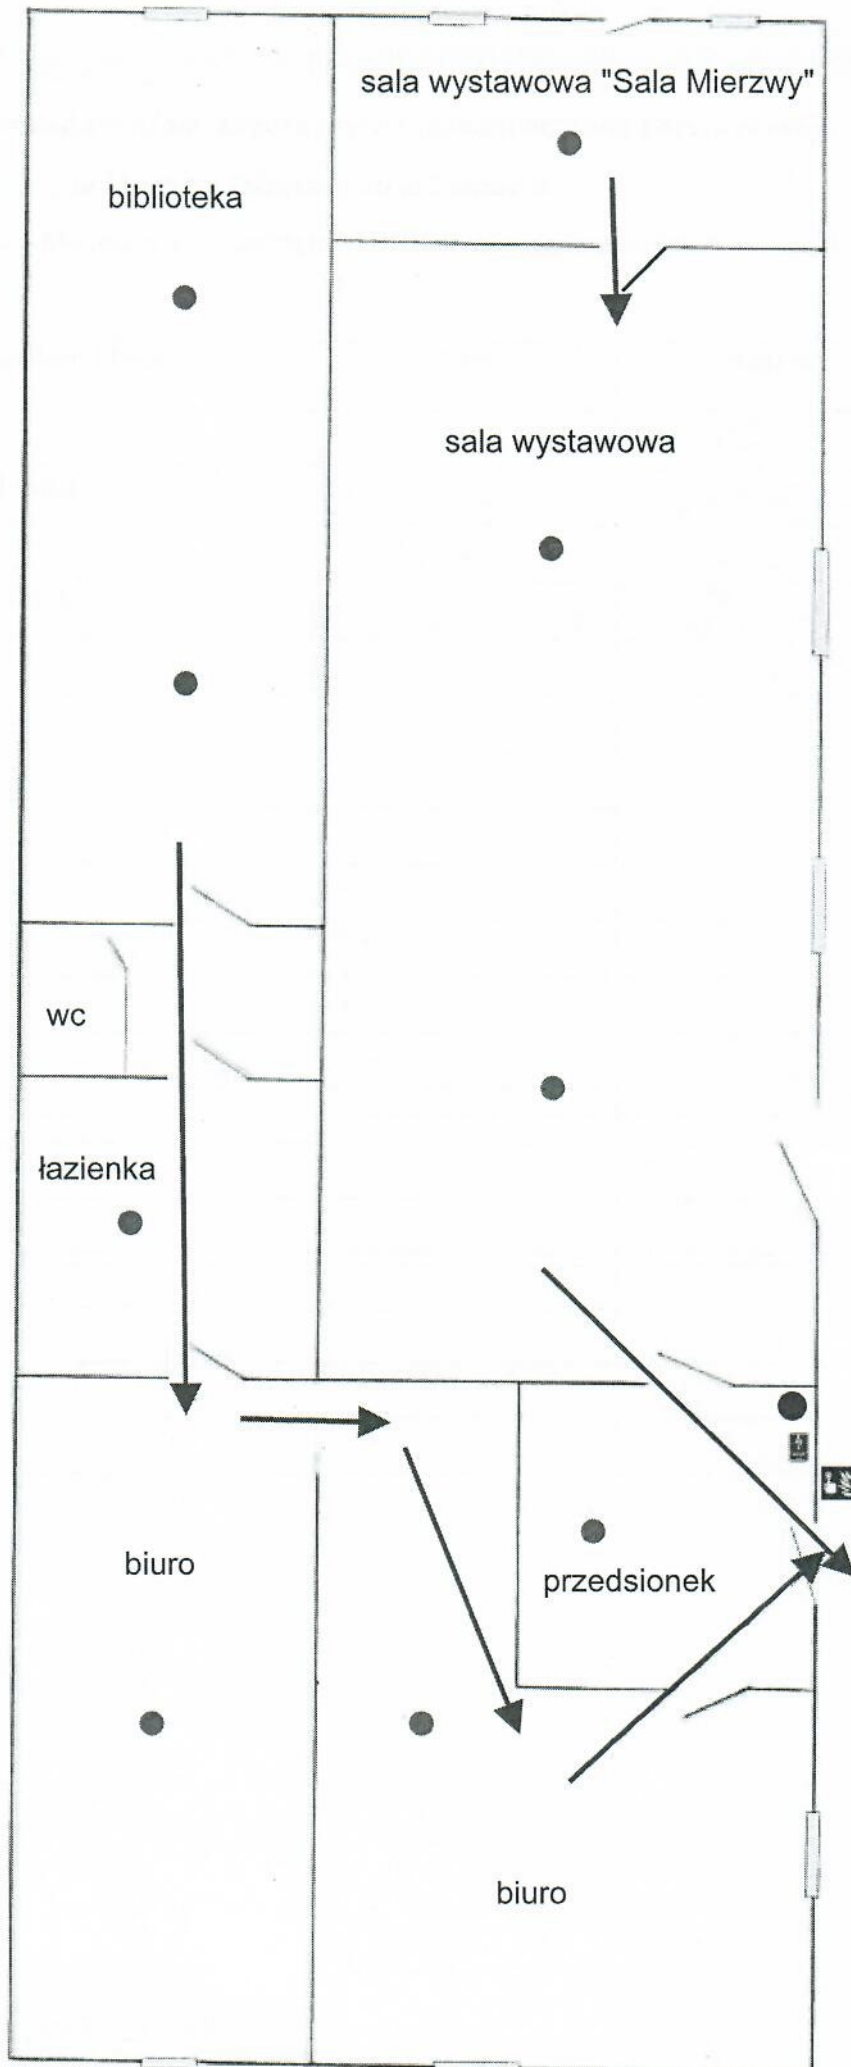 sala wystawowa "Sala Mierzwy"
biblioteka
sala wystawowa
wc
łazienka
biuro
przedsionek
biuro